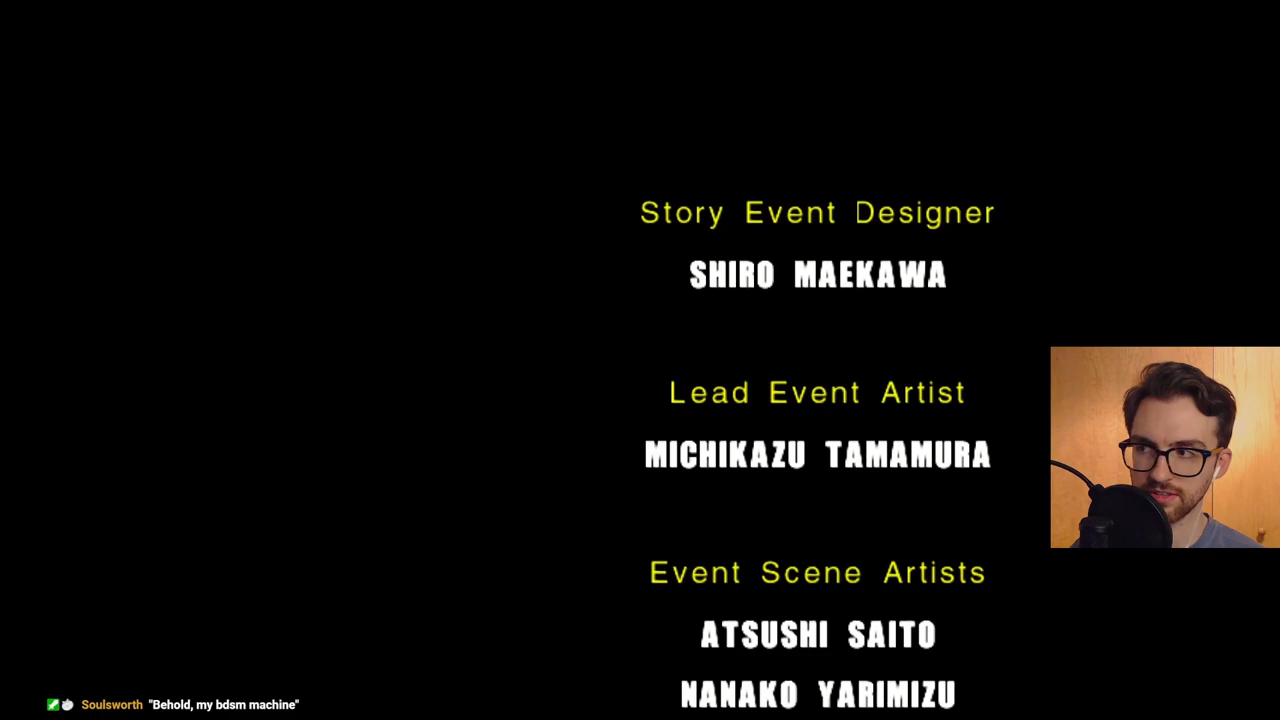 Story Event Designer
SHIRO MAEKAWA
Lead Event Artist
MICHIKAZU TAMAMURA
Event Scene Artists
ATSUSHI SAITO
NANAKO YARIMIZU
Soulsworth "Behold, my bdsm machine"